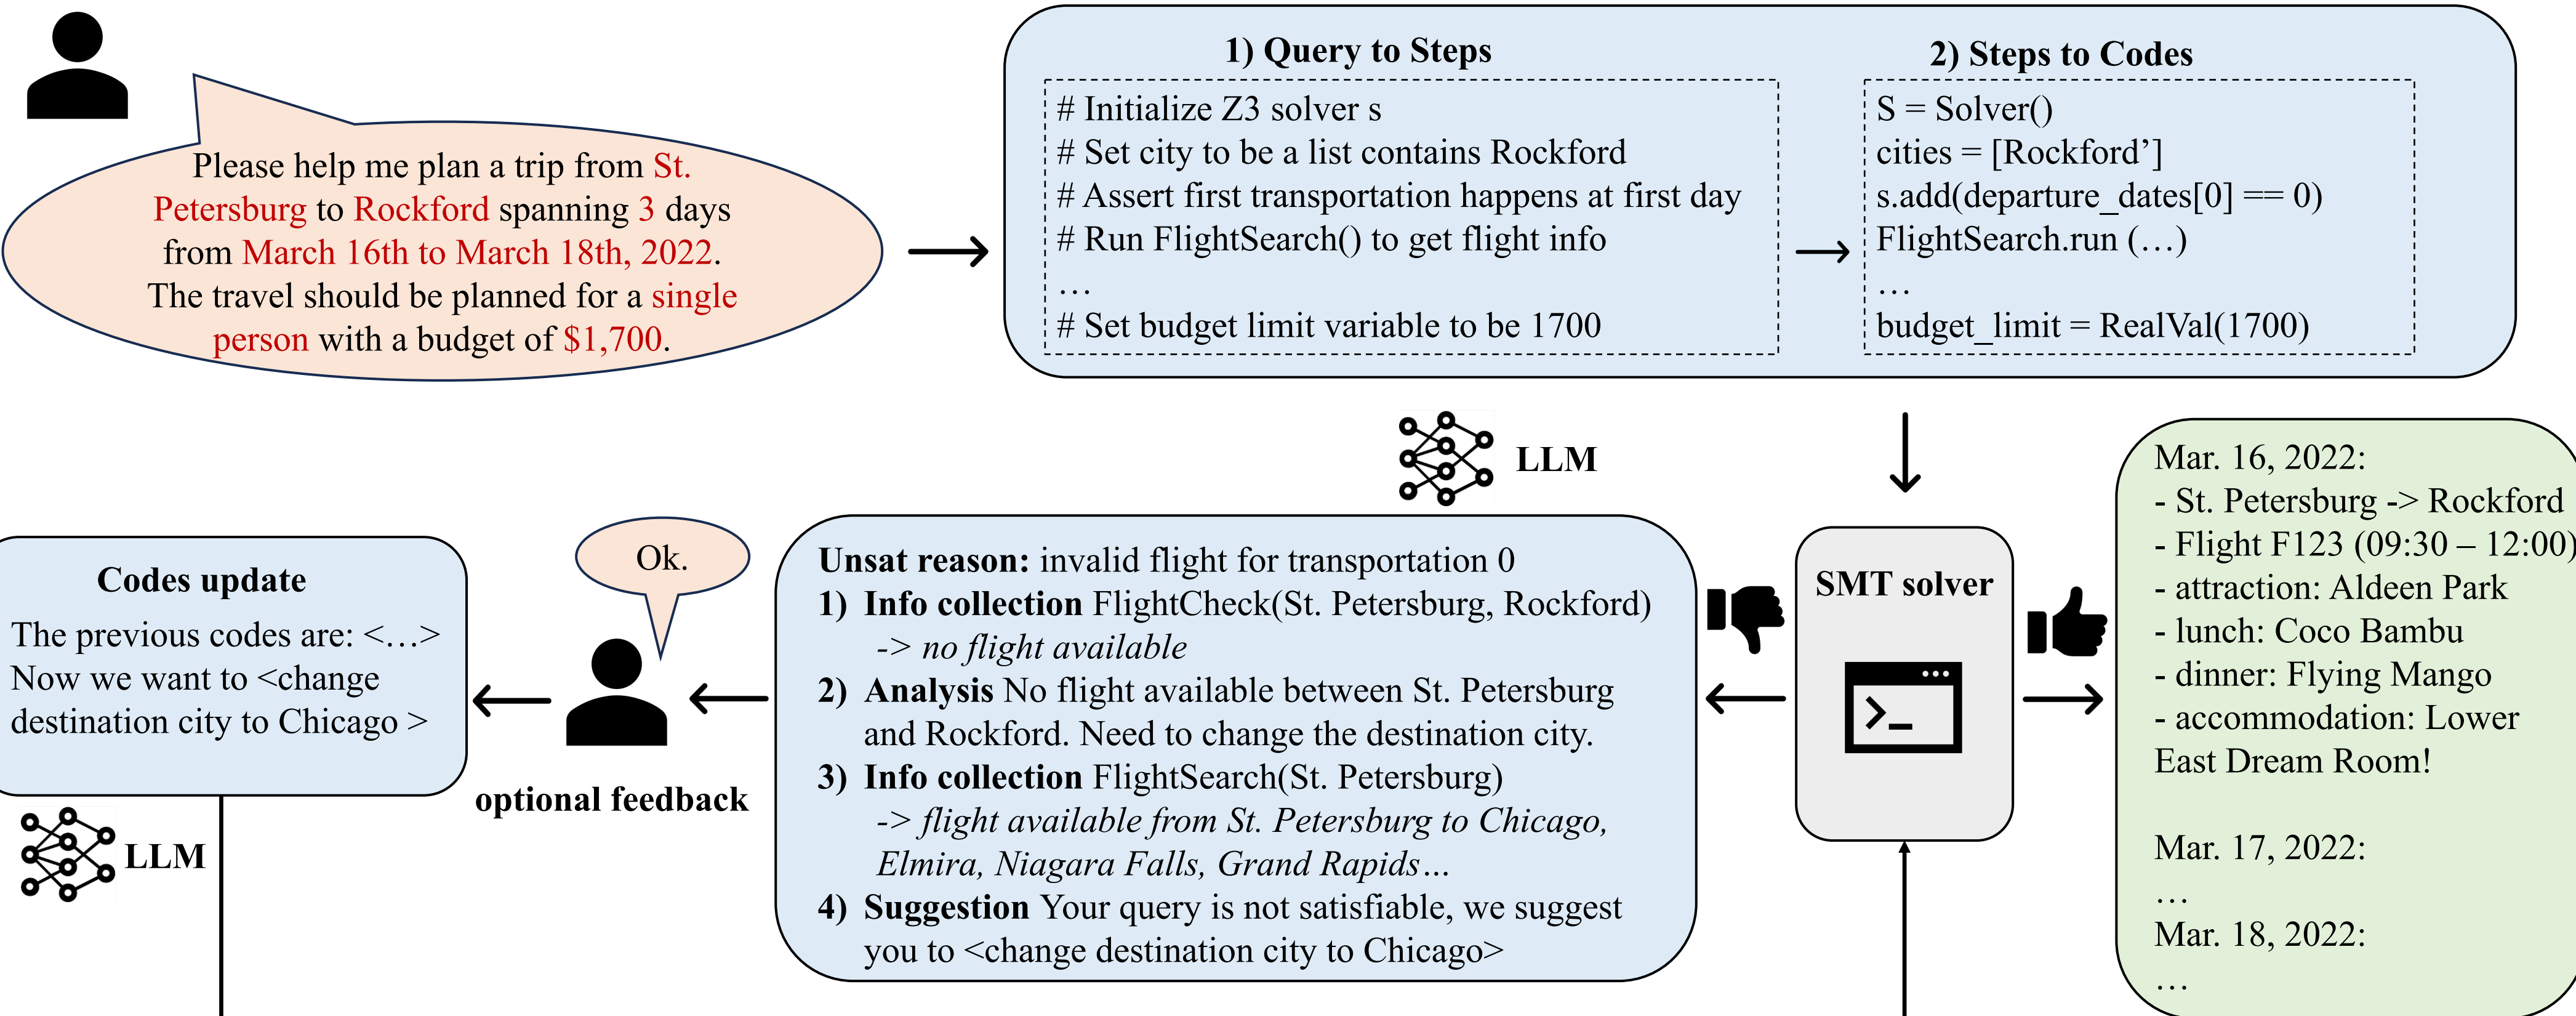 Please help me plan a trip from St.
Petersburg to Rockford spanning 3 days
from March 16th to March 18th, 2022.
The travel should be planned for a single
person with a budget of $1,700.
1) Query to Steps
# Initialize Z3 solver s
# Set city to be a list contains Rockford
# Assert first transportation happens at first day
# Run FlightSearch() to get flight info
…
# Set budget limit variable to be 1700
2) Steps to Codes
S = Solver()
cities = [Rockford’]
s.add(departure_dates[0] == 0)
FlightSearch.run (…)
…
budget_limit = RealVal(1700)
LLM
SMT solver
>_
Mar. 16, 2022:
- St. Petersburg -> Rockford
- Flight F123 (09:30 – 12:00)
- attraction: Aldeen Park
- lunch: Coco Bambu
- dinner: Flying Mango
- accommodation: Lower
East Dream Room!
Mar. 17, 2022:
…
Mar. 18, 2022:
…
Unsat reason: invalid flight for transportation 0
1) Info collection FlightCheck(St. Petersburg, Rockford)
-> no flight available
2) Analysis No flight available between St. Petersburg
and Rockford. Need to change the destination city.
3) Info collection FlightSearch(St. Petersburg)
-> flight available from St. Petersburg to Chicago,
Elmira, Niagara Falls, Grand Rapids…
4) Suggestion Your query is not satisfiable, we suggest
you to <change destination city to Chicago>
Ok.
optional feedback
Codes update
The previous codes are: <…>
Now we want to <change
destination city to Chicago >
LLM